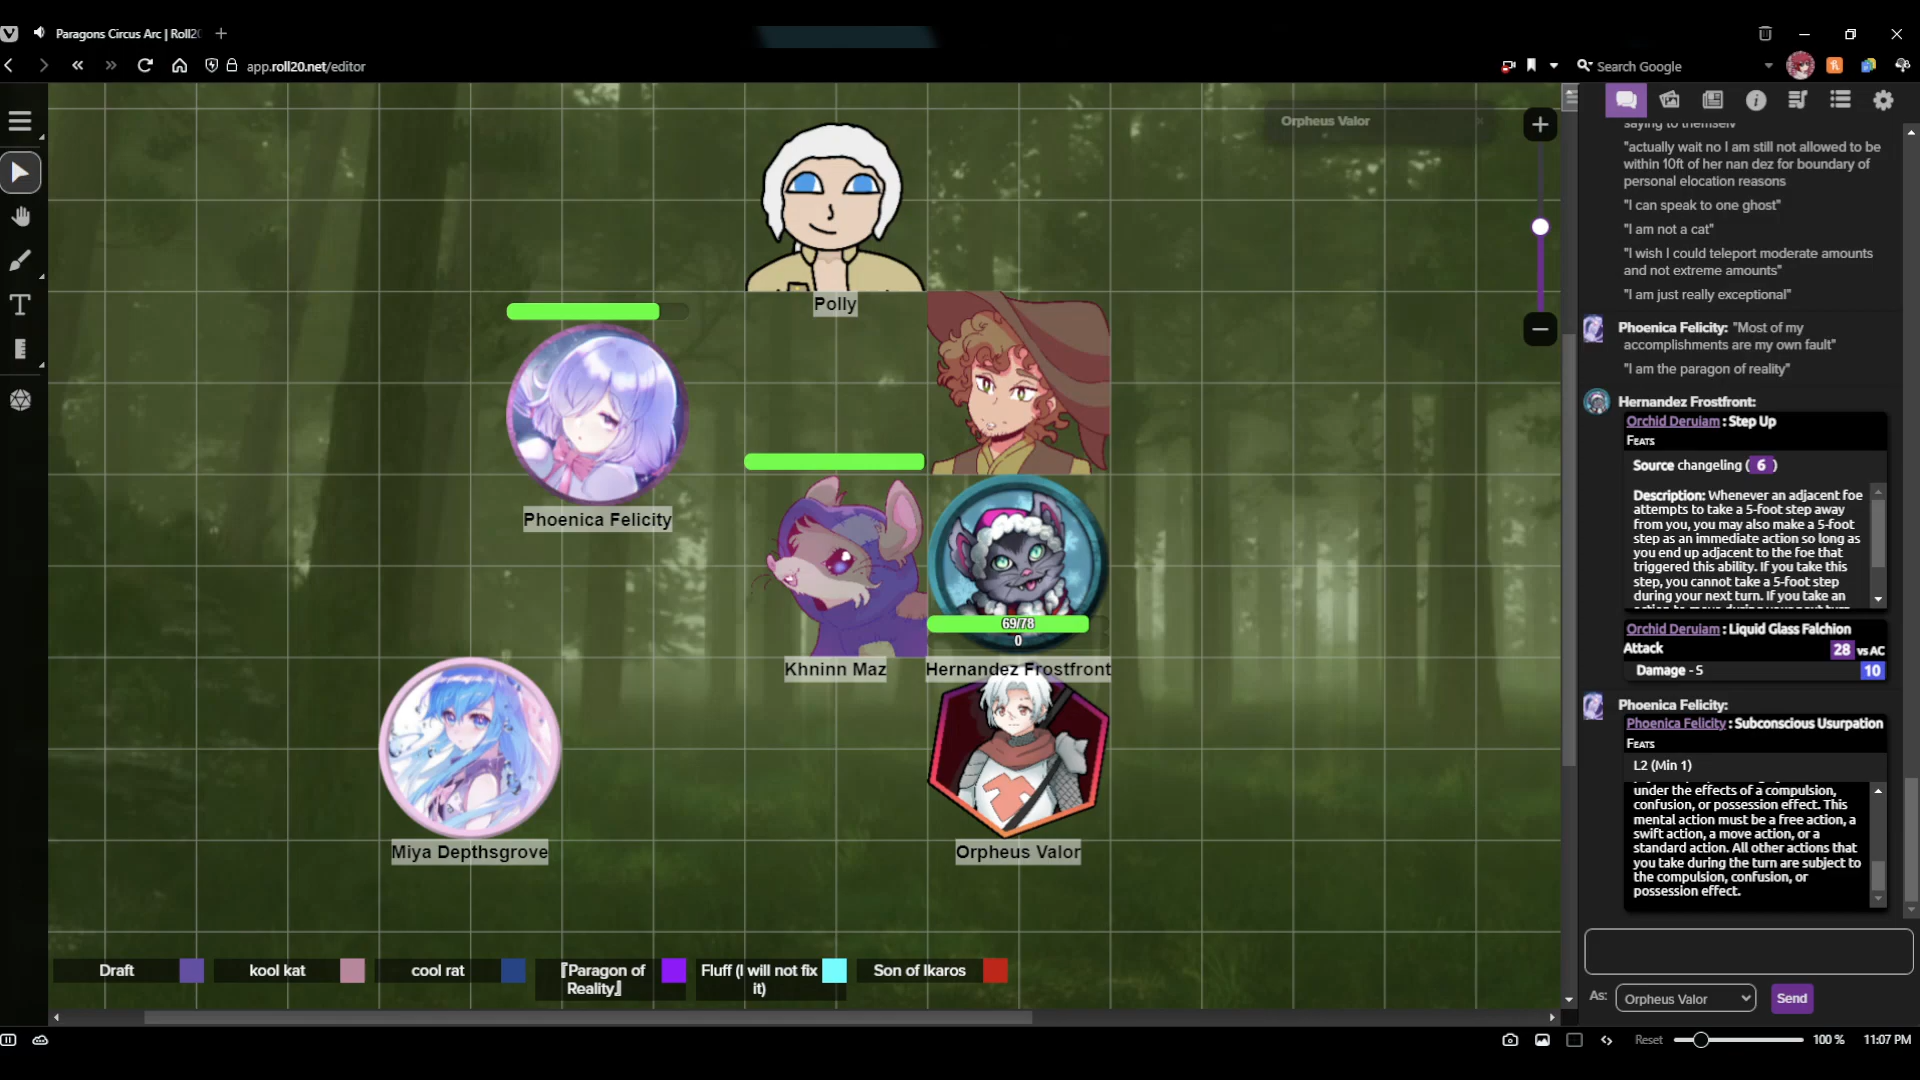 Paragons Circus Arc | Roll20
app.roll20.net/editor
Search Google
Orpheus Valor
Polly
Phoenica Felicity
Khninn Maz
69/78
0
Hernandez Frostfront
Miya Depthsgrove
Orpheus Valor
Draft
kool kat
cool rat
『Paragon of
Reality』
Fluff (I will not fix
it)
Son of Ikaros
saying to themselv
"actually wait no I am still not allowed to be
within 10ft of her nan dez for boundary of
personal elocation reasons
"I can speak to one ghost"
"I am not a cat"
"I wish I could teleport moderate amounts
and not extreme amounts"
"I am just really exceptional"
Phoenica Felicity: "Most of my
accomplishments are my own fault"
"I am the paragon of reality"
Hernandez Frostfront:
Orchid Deruiam : Step Up
Feats
Source changeling ( 6 )
Description: Whenever an adjacent foe
attempts to take a 5-foot step away
from you, you may also make a 5-foot
step as an immediate action so long as
you end up adjacent to the foe that
triggered this ability. If you take this
step, you cannot take a 5-foot step
during your next turn. If you take an
Orchid Deruiam : Liquid Glass Falchion
Attack 28 vs AC
Damage - 5 10
Phoenica Felicity:
Phoenica Felicity : Subconscious Usurpation
Feats
L2 (Min 1)
under the effects of a compulsion,
confusion, or possession effect. This
mental action must be a free action, a
swift action, a move action, or a
standard action. All other actions that
you take during the turn are subject to
the compulsion, confusion, or
possession effect.
As: Orpheus Valor Send
Reset 100 % 11:07 PM